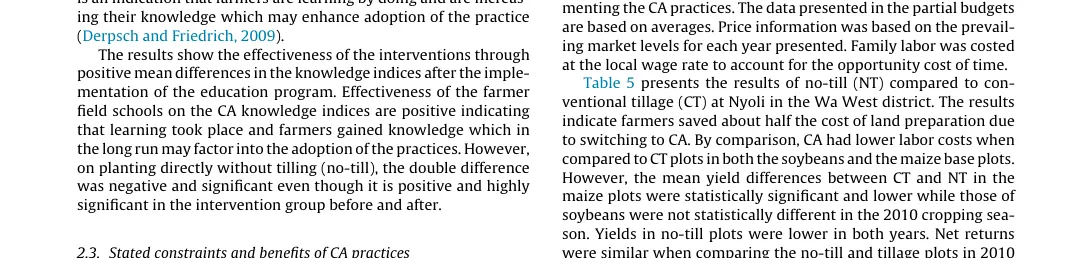 is an indication that farmers are learning by doing and are increas-
ing their knowledge which may enhance adoption of the practice
(Derpsch and Friedrich, 2009).
The results show the effectiveness of the interventions through
positive mean differences in the knowledge indices after the imple-
mentation of the education program. Effectiveness of the farmer
field schools on the CA knowledge indices are positive indicating
that learning took place and farmers gained knowledge which in
the long run may factor into the adoption of the practices. However,
on planting directly without tilling (no-till), the double difference
was negative and significant even though it is positive and highly
significant in the intervention group before and after.
2.3. Stated constraints and benefits of CA practices
menting the CA practices. The data presented in the partial budgets
are based on averages. Price information was based on the prevail-
ing market levels for each year presented. Family labor was costed
at the local wage rate to account for the opportunity cost of time.
Table 5 presents the results of no-till (NT) compared to con-
ventional tillage (CT) at Nyoli in the Wa West district. The results
indicate farmers saved about half the cost of land preparation due
to switching to CA. By comparison, CA had lower labor costs when
compared to CT plots in both the soybeans and the maize base plots.
However, the mean yield differences between CT and NT in the
maize plots were statistically significant and lower while those of
soybeans were not statistically different in the 2010 cropping sea-
son. Yields in no-till plots were lower in both years. Net returns
were similar when comparing the no-till and tillage plots in 2010